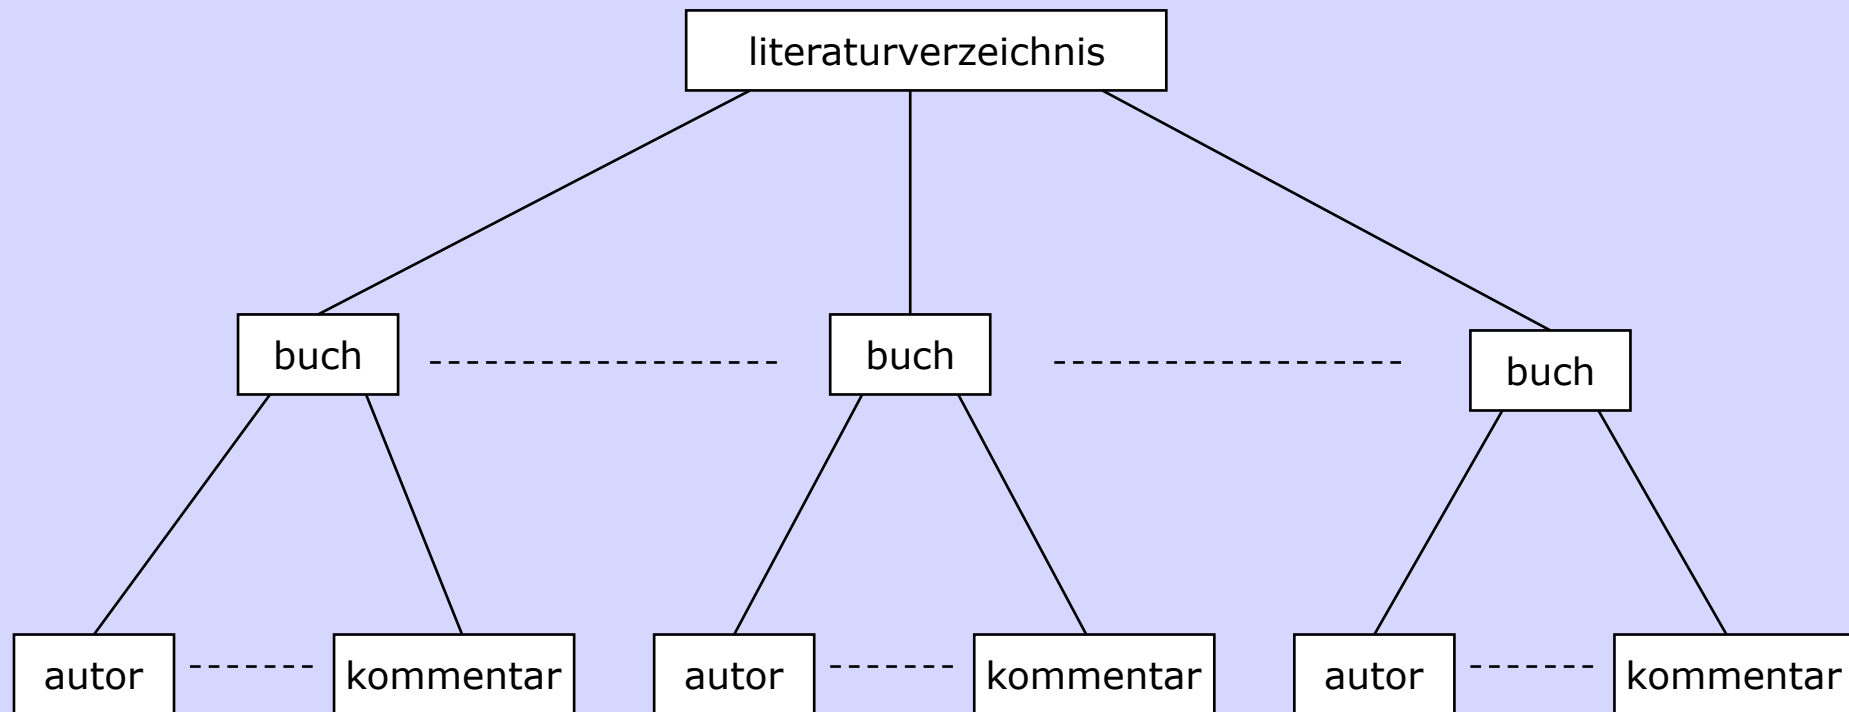 literaturverzeichnis
buch
buch
buch
autor
kommentar
autor
kommentar
autor
kommentar